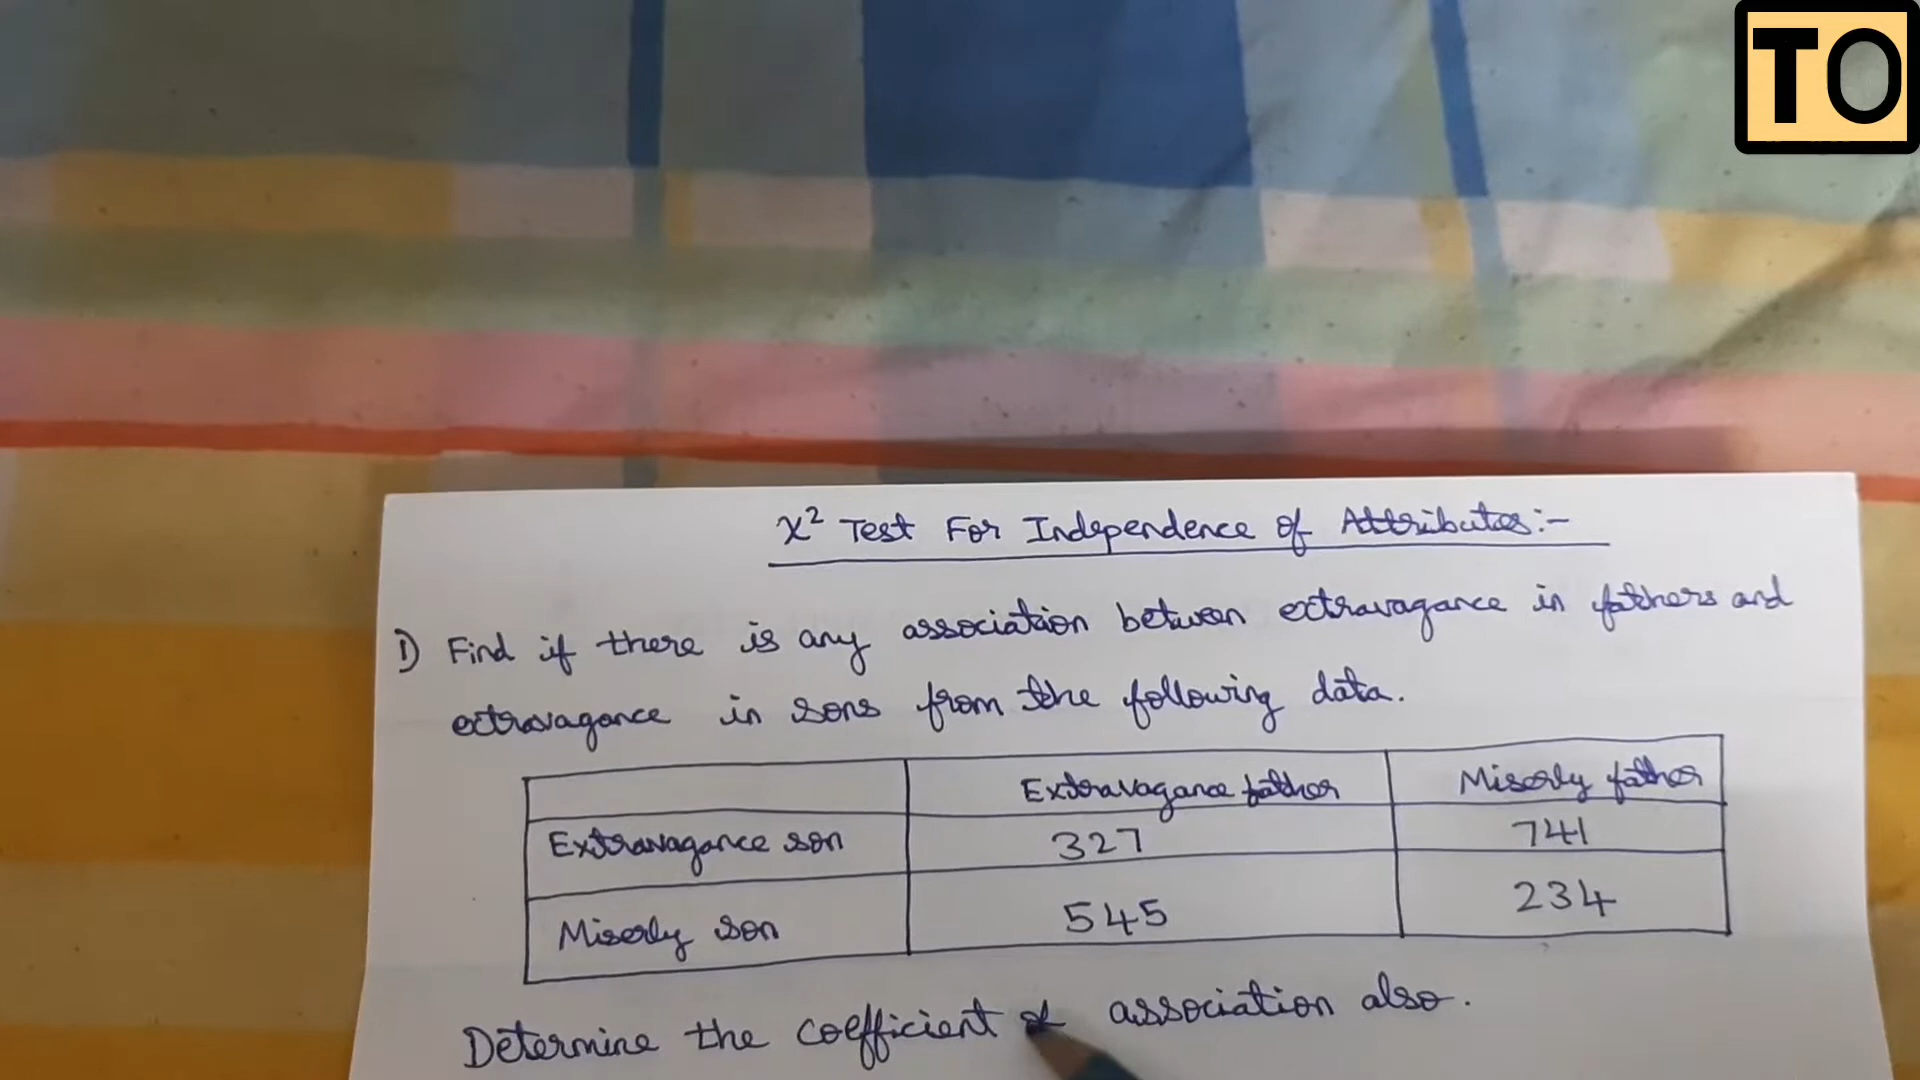 TO
χ² Test For Independence of Attributes:-
1) Find if there is any association between extravagance in fathers and
extravagance in sons from the following data.
Extravagance father Miserly father
Extravagance son 327 741
Miserly son 545 234
Determine the coefficient of association also.